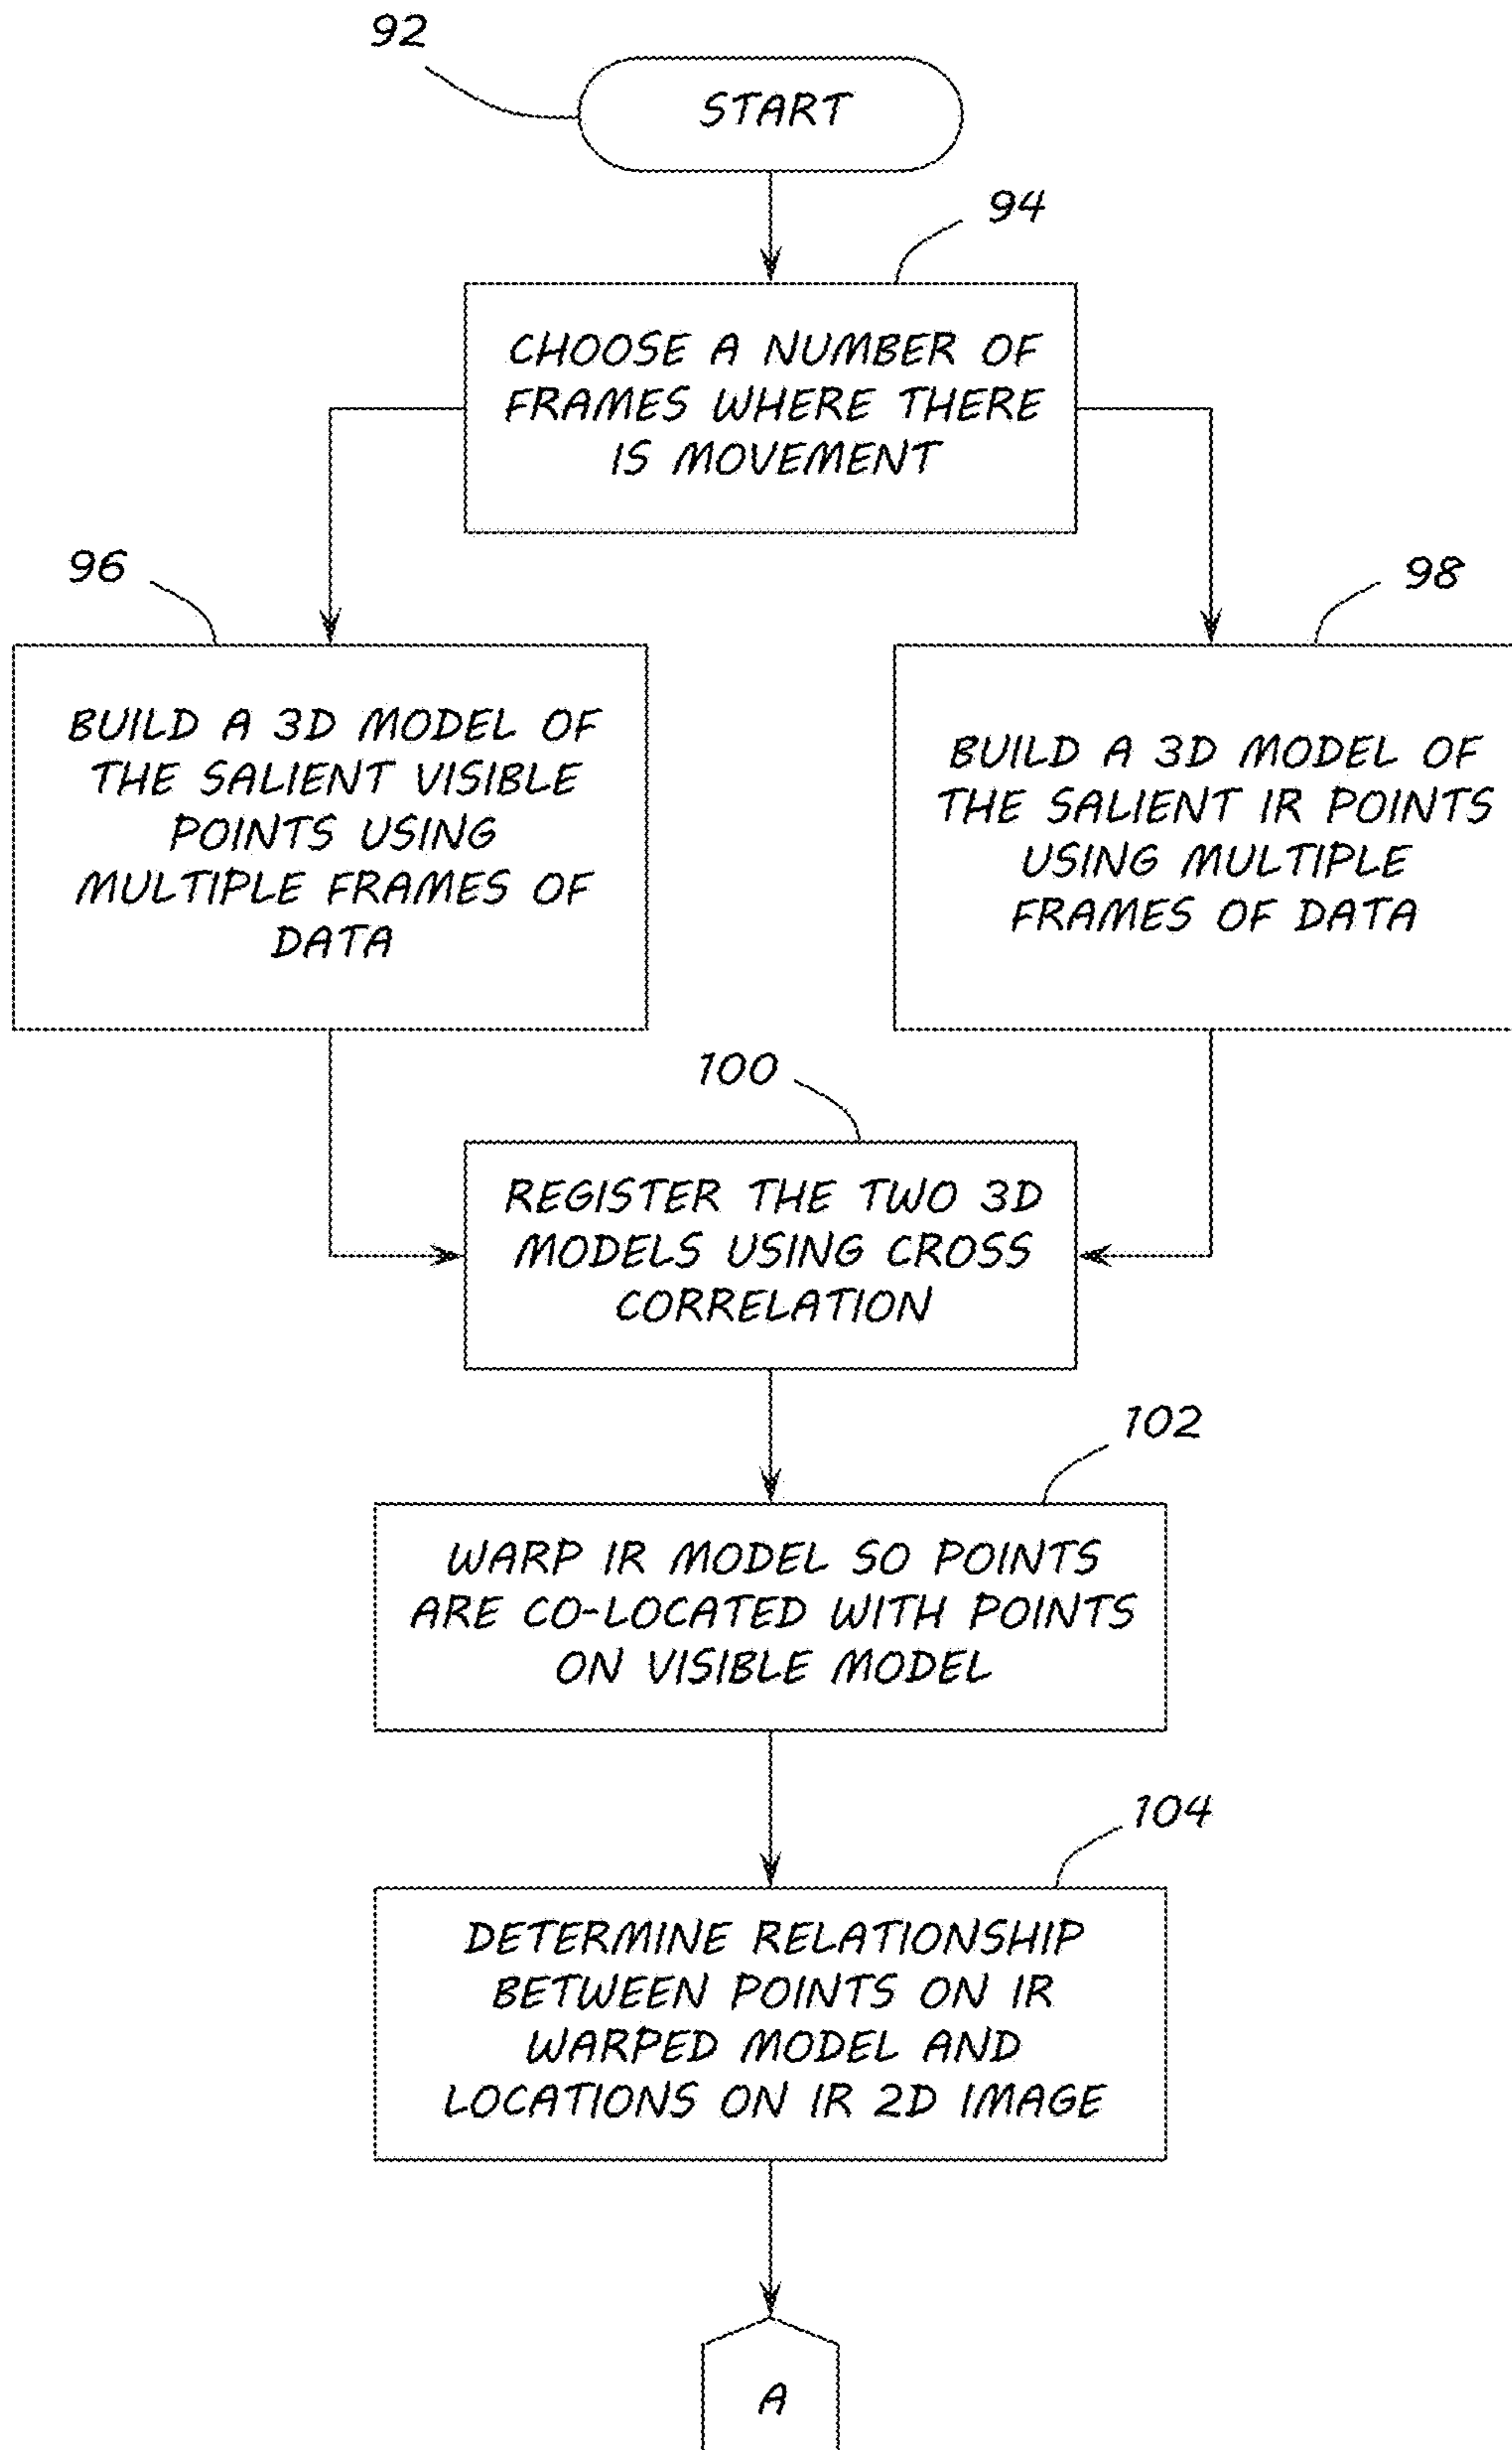 92
START
94
CHOOSE A NUMBER OF
FRAMES WHERE THERE
IS MOVEMENT
96
BUILD A 3D MODEL OF
THE SALIENT VISIBLE
POINTS USING
MULTIPLE FRAMES OF
DATA
98
BUILD A 3D MODEL OF
THE SALIENT IR POINTS
USING MULTIPLE
FRAMES OF DATA
100
REGISTER THE TWO 3D
MODELS USING CROSS
CORRELATION
102
WARP IR MODEL SO POINTS
ARE CO-LOCATED WITH POINTS
ON VISIBLE MODEL
104
DETERMINE RELATIONSHIP
BETWEEN POINTS ON IR
WARPED MODEL AND
LOCATIONS ON IR 2D IMAGE
A